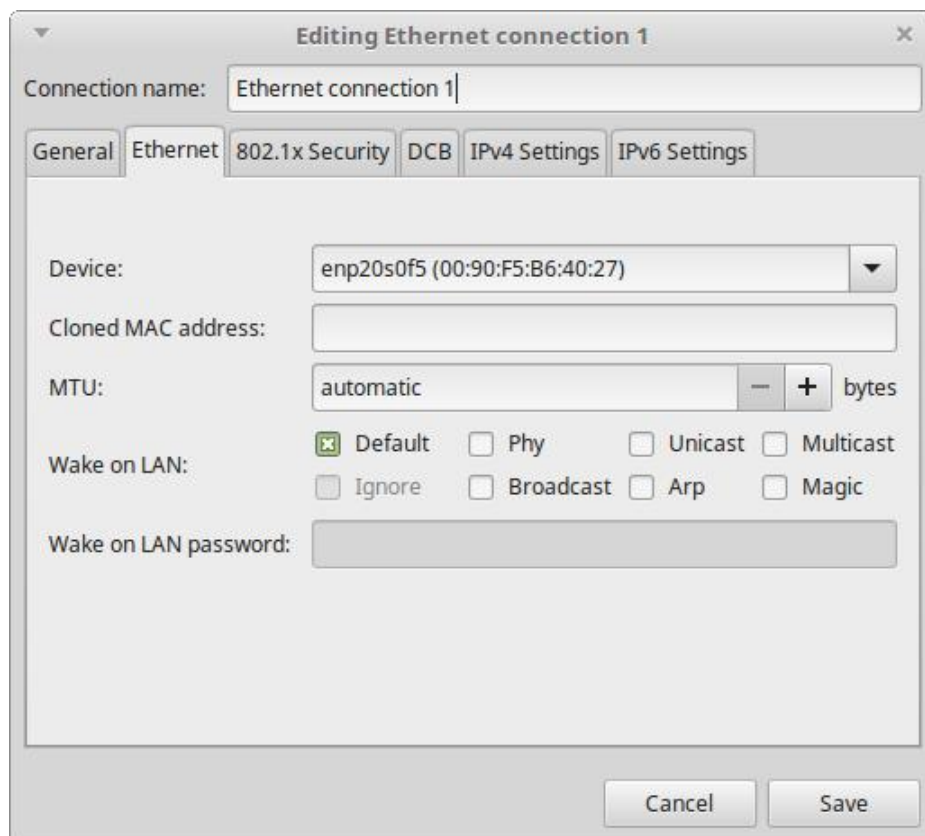 Editing Ethernet connection 1
Connection name: Ethernet connection 1
General Ethernet 802.1x Security DCB IPv4 Settings IPv6 Settings
Device: enp20s0f5 (00:90:F5:B6:40:27)
Cloned MAC address:
MTU: automatic − + bytes
Wake on LAN:
Default Phy Unicast Multicast
Ignore Broadcast Arp Magic
Wake on LAN password:
Cancel Save